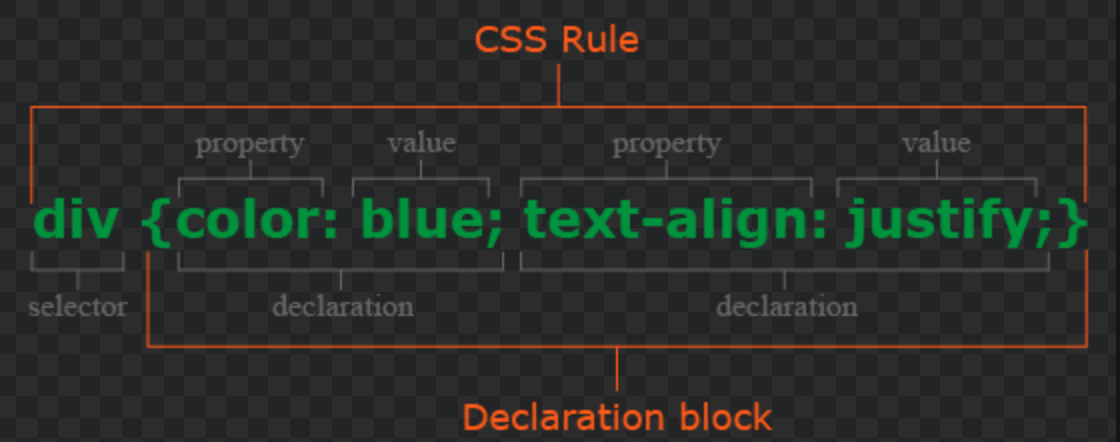 CSS Rule
property value property value
div {color: blue; text-align: justify;}
selector declaration declaration
Declaration block